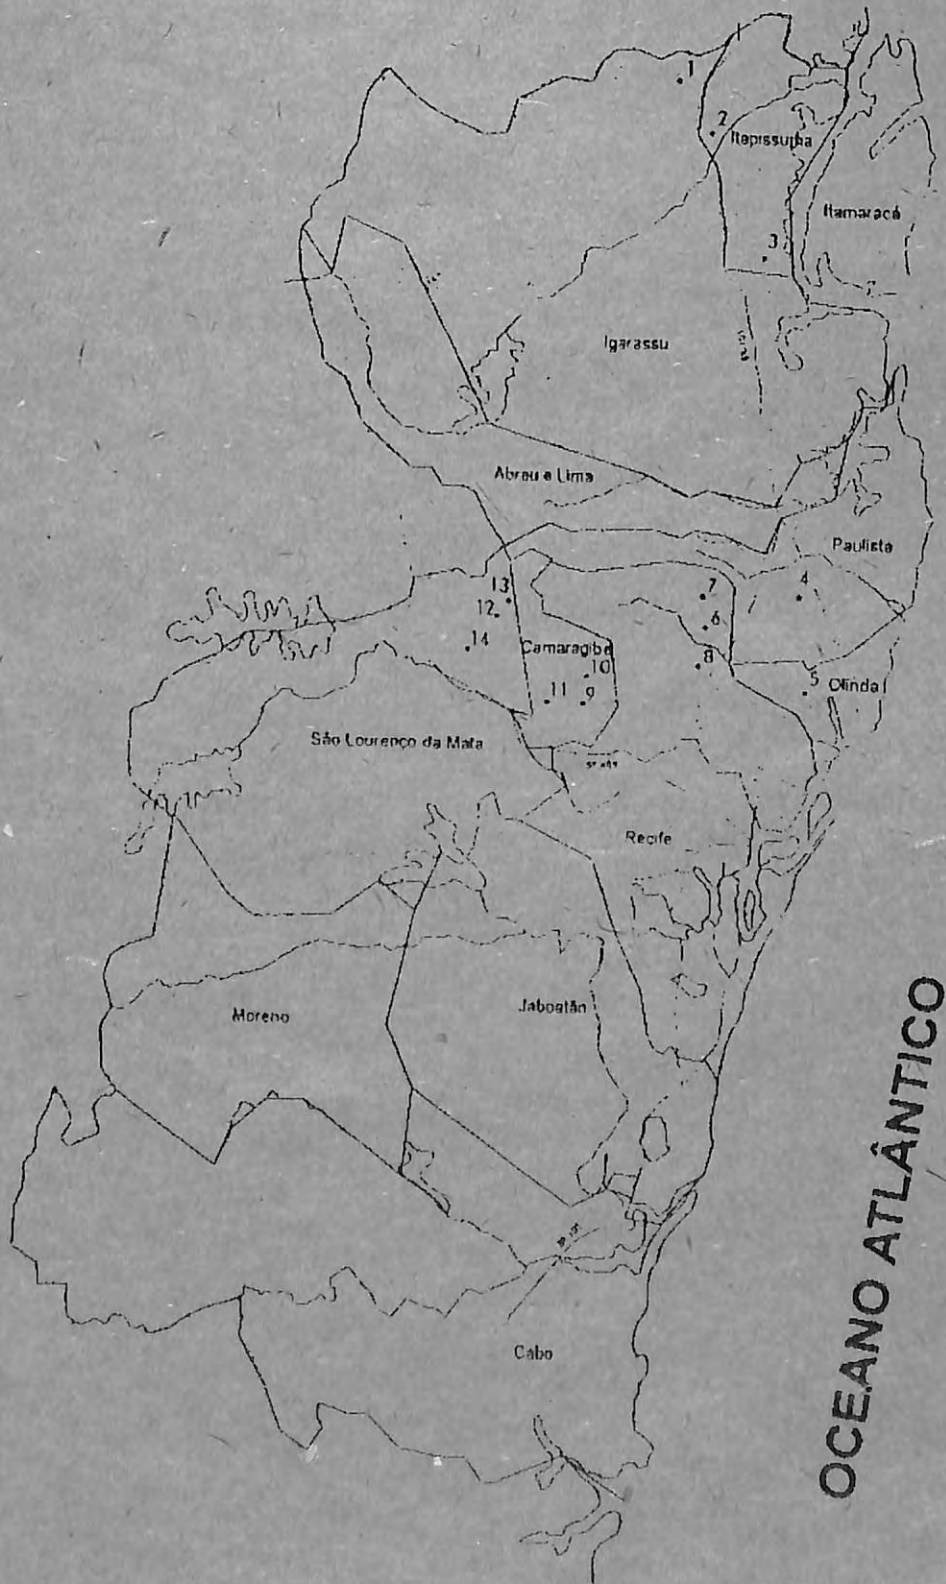 1
2
Itapissuma
Itamaracá
3
Igarassu
Abreu e Lima
Paulista
13
7
4
12
6
14
Camaragibe
8
10
5
Olinda
11
9
São Lourenço da Mata
Recife
Moreno
Jaboatão
OCEANO ATLÂNTICO
Cabo